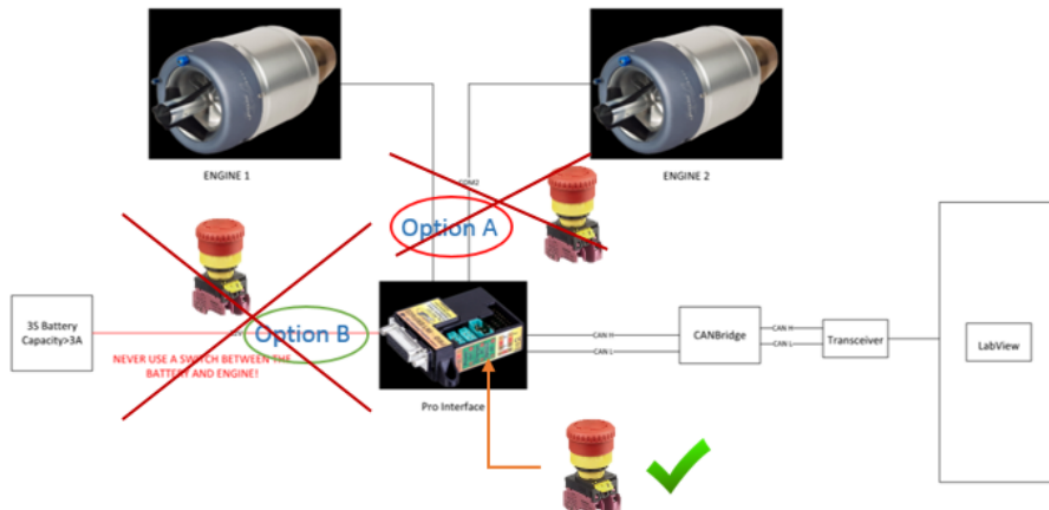 ENGINE 1
ENGINE 2
COM2
Option A
3S Battery
Capacity>3A
Option B
NEVER USE A SWITCH BETWEEN THE
BATTERY AND ENGINE!
Pro Interface
CAN H
CAN L
CANBridge
CAN H
CAN L
Transceiver
LabView